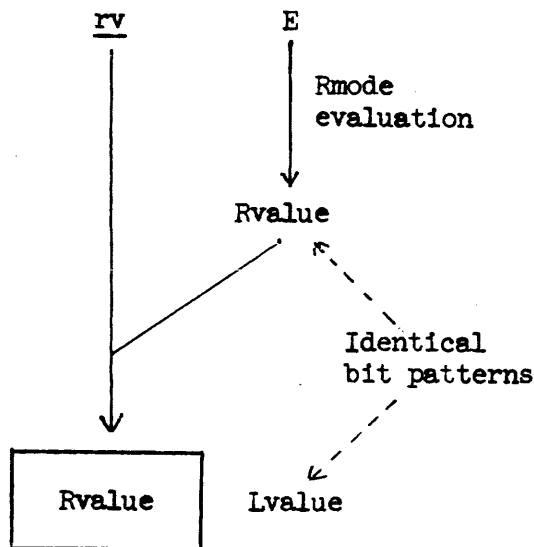 rv E
Rmode
evaluation
Rvalue
Identical
bit patterns
Rvalue Lvalue